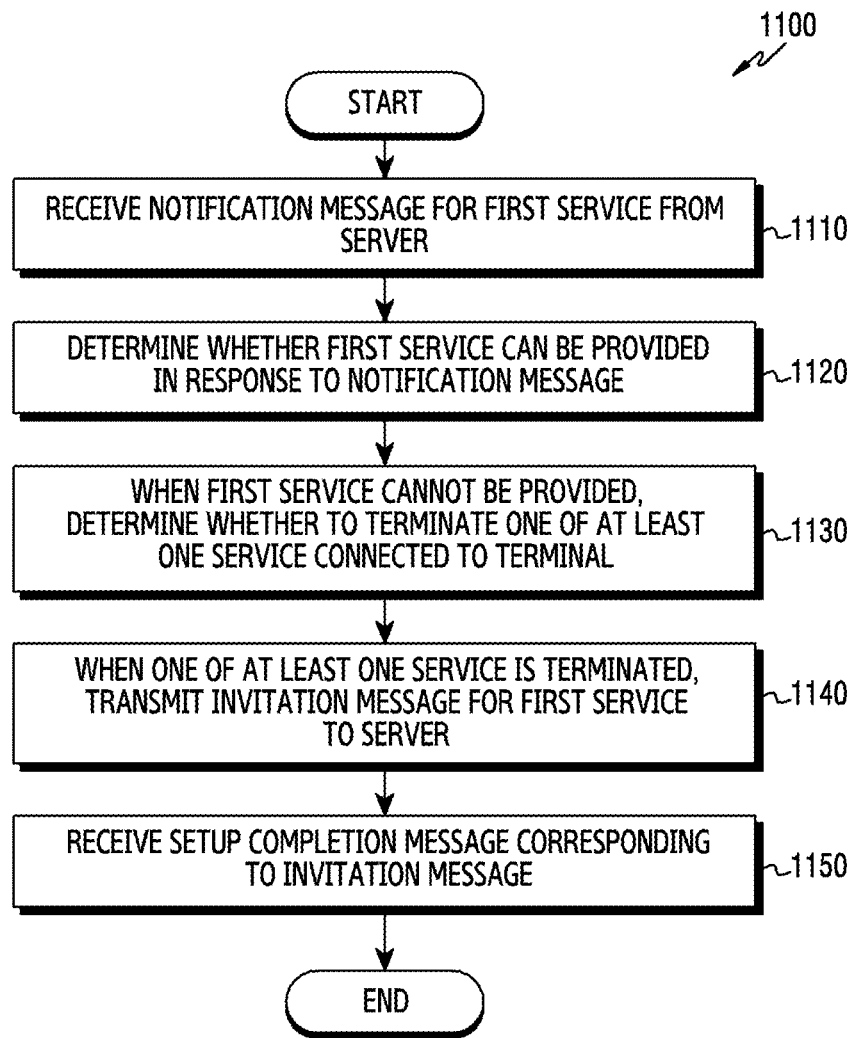 1100
START
RECEIVE NOTIFICATION MESSAGE FOR FIRST SERVICE FROM
SERVER
1110
DETERMINE WHETHER FIRST SERVICE CAN BE PROVIDED
IN RESPONSE TO NOTIFICATION MESSAGE
1120
WHEN FIRST SERVICE CANNOT BE PROVIDED,
DETERMINE WHETHER TO TERMINATE ONE OF AT LEAST
ONE SERVICE CONNECTED TO TERMINAL
1130
WHEN ONE OF AT LEAST ONE SERVICE IS TERMINATED,
TRANSMIT INVITATION MESSAGE FOR FIRST SERVICE
TO SERVER
1140
RECEIVE SETUP COMPLETION MESSAGE CORRESPONDING
TO INVITATION MESSAGE
1150
END